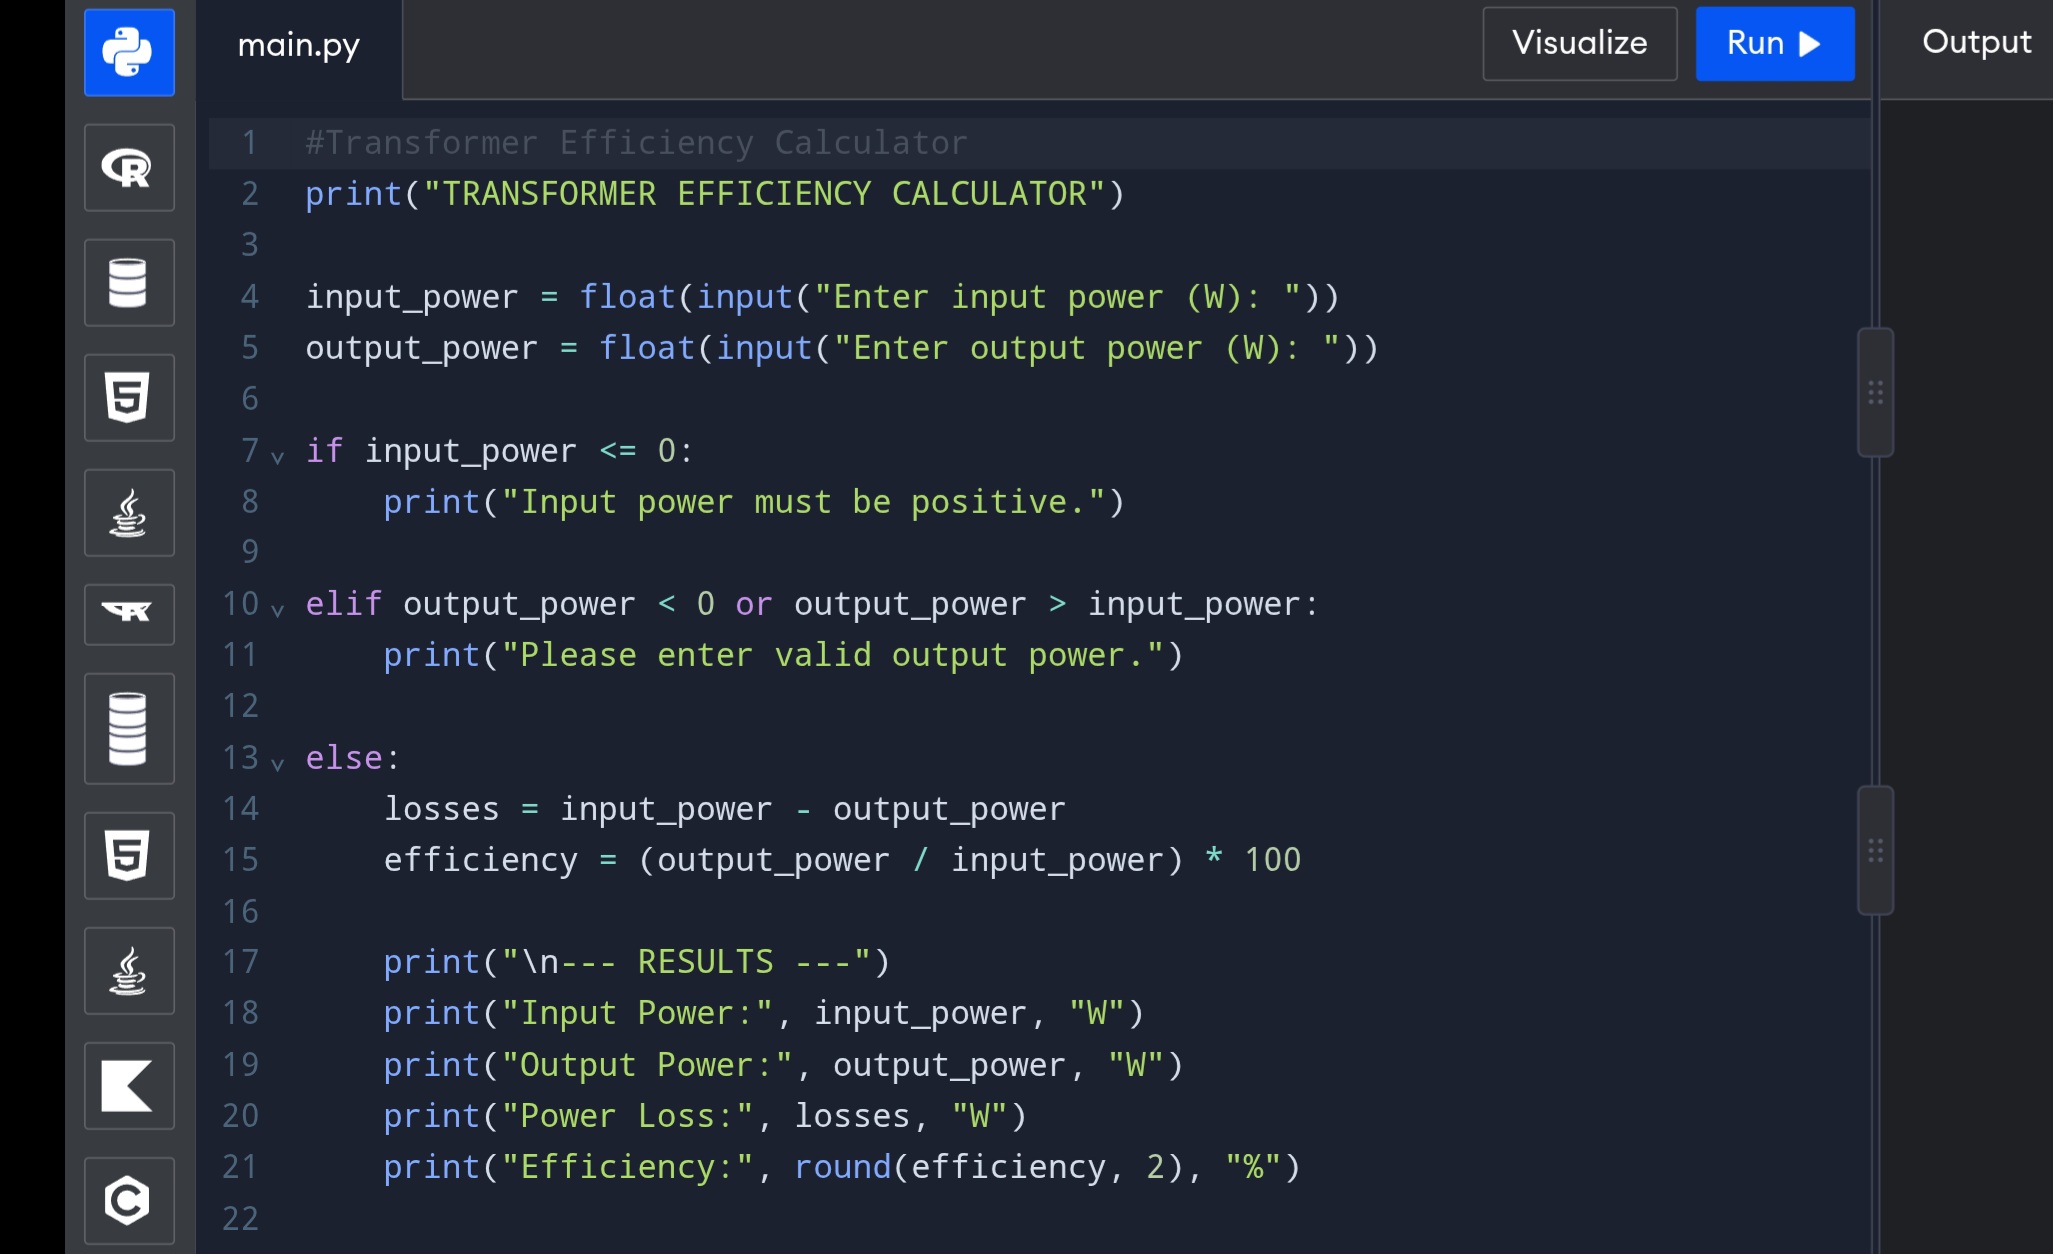 main.py
Visualize
Run
Output
1 #Transformer Efficiency Calculator
2 print("TRANSFORMER EFFICIENCY CALCULATOR")
3
4 input_power = float(input("Enter input power (W): "))
5 output_power = float(input("Enter output power (W): "))
6
7 if input_power <= 0:
8     print("Input power must be positive.")
9
10 elif output_power < 0 or output_power > input_power:
11     print("Please enter valid output power.")
12
13 else:
14     losses = input_power - output_power
15     efficiency = (output_power / input_power) * 100
16
17     print("\n--- RESULTS ---")
18     print("Input Power:", input_power, "W")
19     print("Output Power:", output_power, "W")
20     print("Power Loss:", losses, "W")
21     print("Efficiency:", round(efficiency, 2), "%")
22